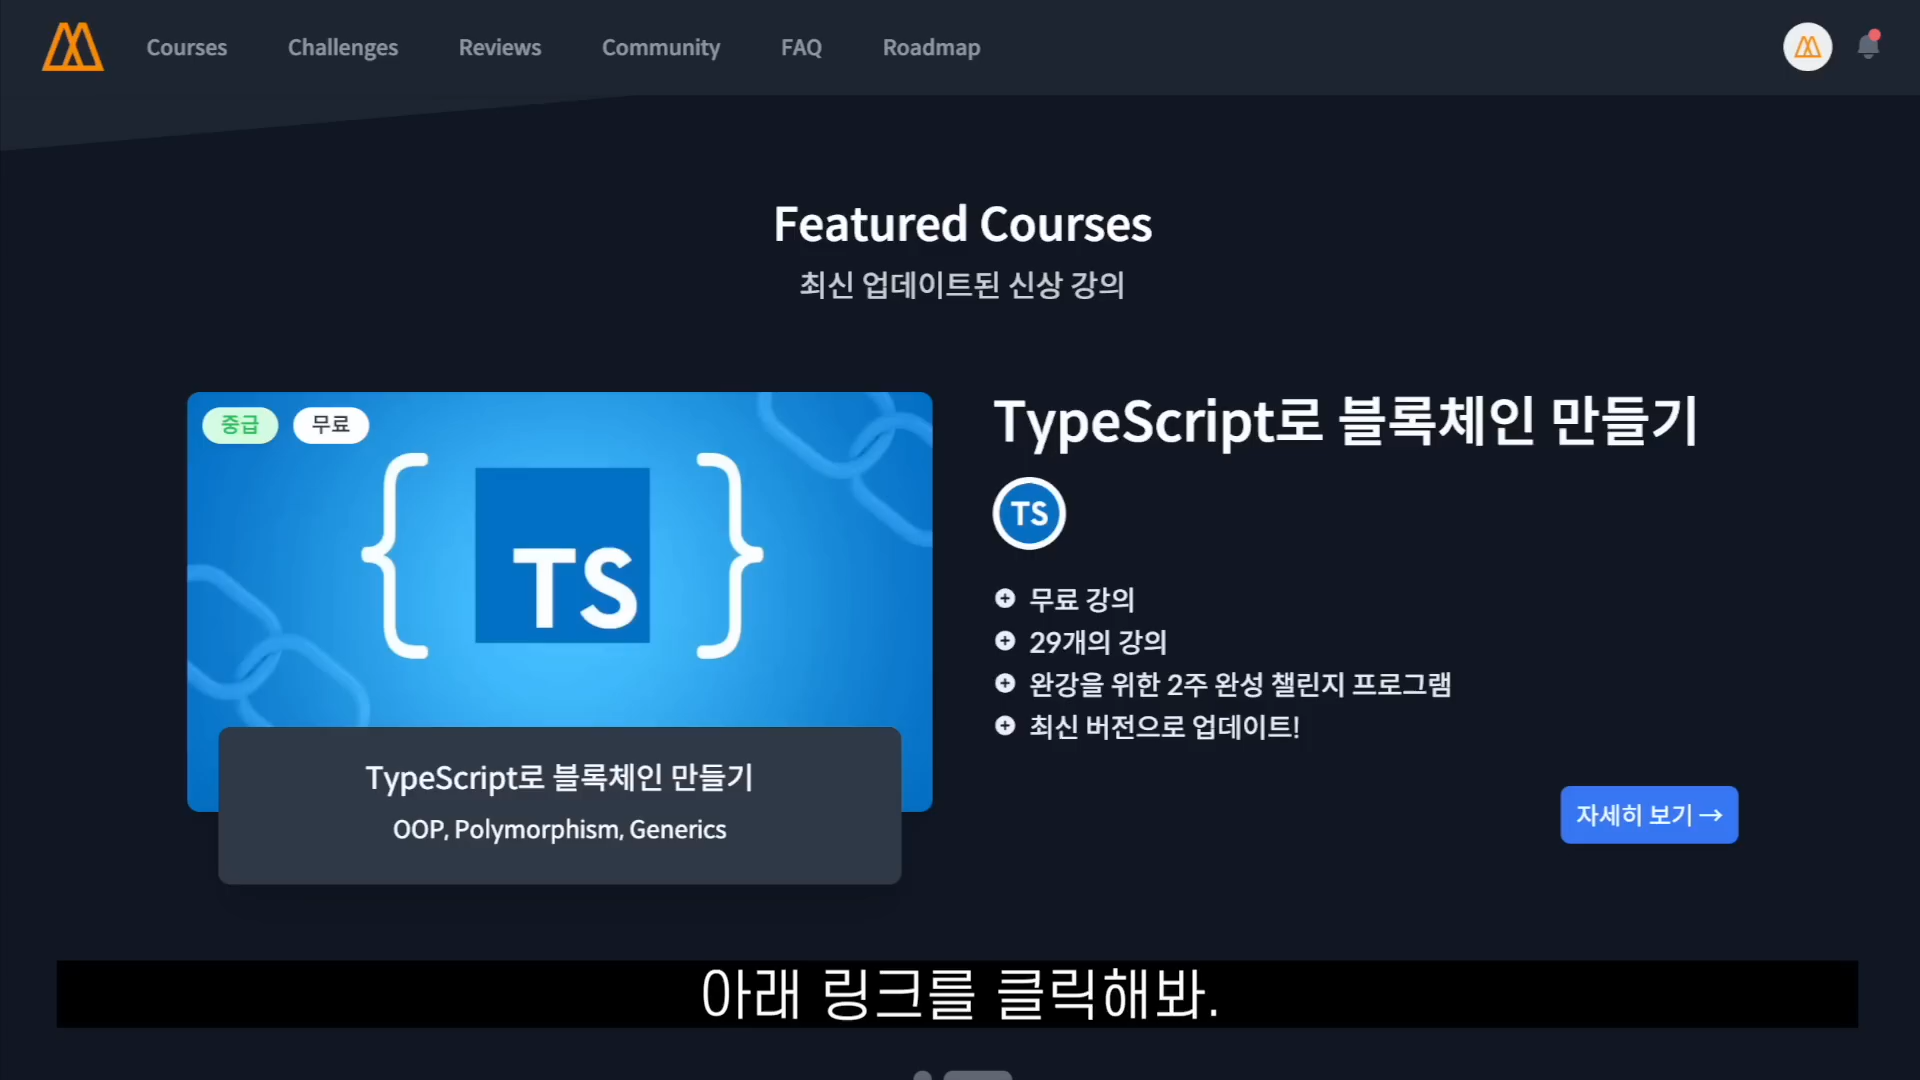 Courses Challenges Reviews Community FAQ Roadmap
Featured Courses
최신 업데이트된 신상 강의
중급 무료
TS
TypeScript로 블록체인 만들기
OOP, Polymorphism, Generics
TypeScript로 블록체인 만들기
TS
무료 강의
29개의 강의
완강을 위한 2주 완성 챌린지 프로그램
최신 버전으로 업데이트!
자세히 보기 →
아래 링크를 클릭해봐.